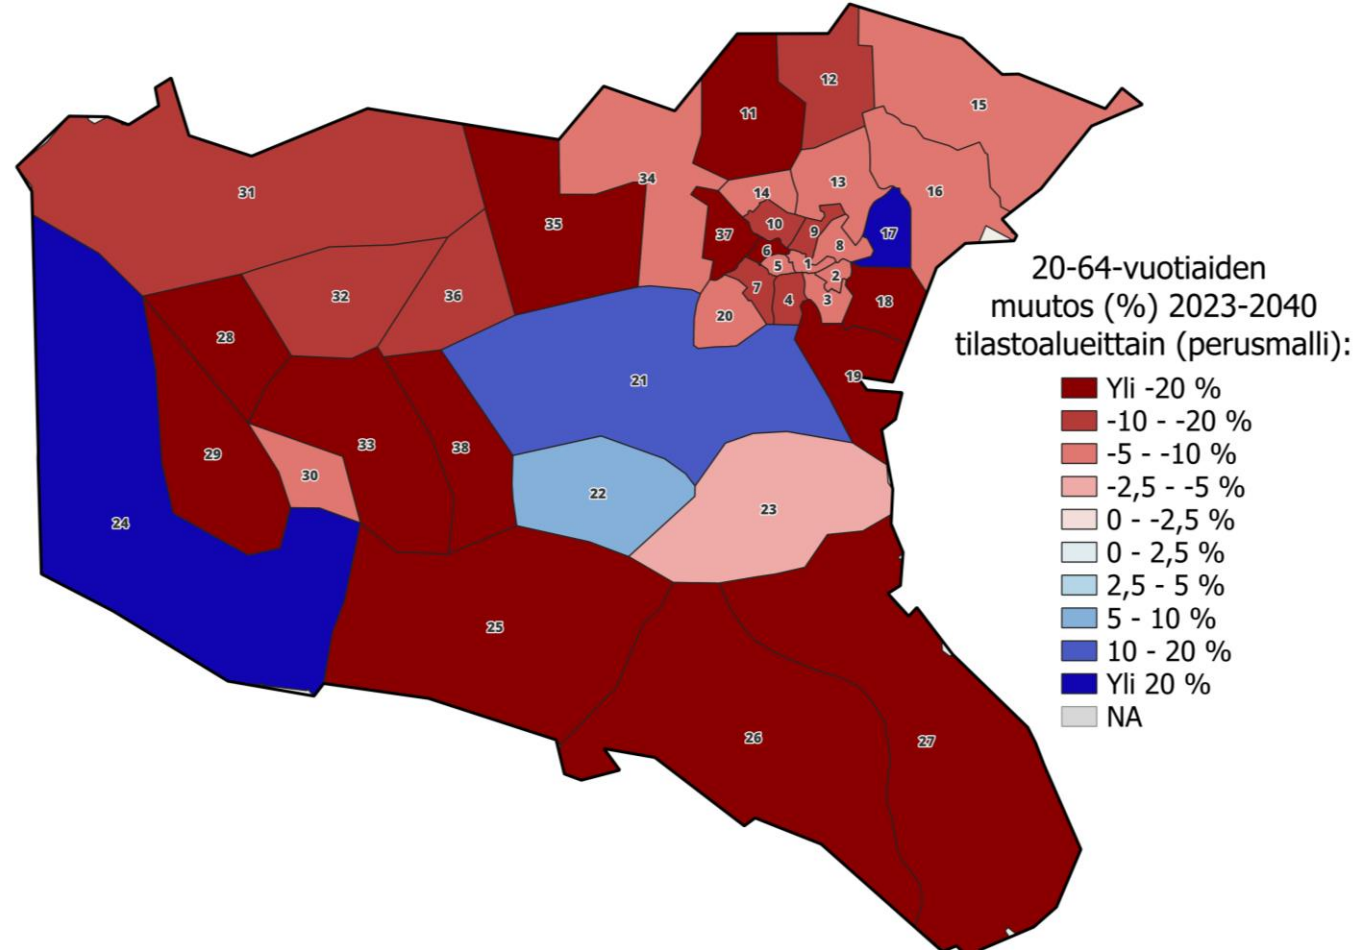 12
15
11
34
13
14
31
16
35
10
9
17
37
8
6
5
1
2
32
36
7
4
3
18
20
28
21
19
33
38
29
30
22
23
24
25
26
27
20-64-vuotiaiden
muutos (%) 2023-2040
tilastoalueittain (perusmalli):
Yli -20 %
-10 - -20 %
-5 - -10 %
-2,5 - -5 %
0 - -2,5 %
0 - 2,5 %
2,5 - 5 %
5 - 10 %
10 - 20 %
Yli 20 %
NA